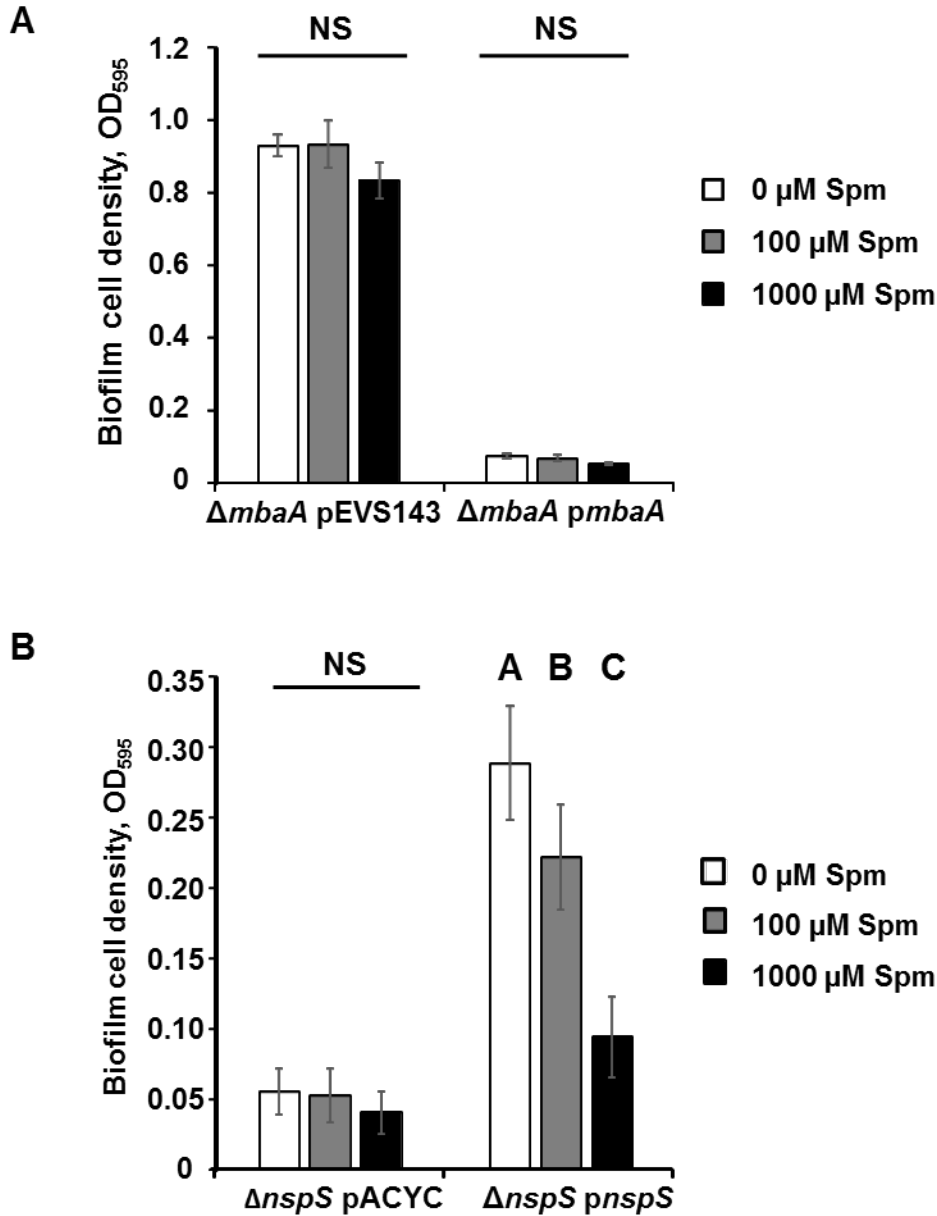 A
NS NS
Biofilm cell density, OD595
1.2
1.0
0.8
0.6
0.4
0.2
0
0 µM Spm
100 µM Spm
1000 µM Spm
ΔmbaA pEVS143 ΔmbaA pmbaA
B
NS A B C
Biofilm cell density, OD595
0.35
0.30
0.25
0.20
0.15
0.10
0.05
0
0 µM Spm
100 µM Spm
1000 µM Spm
ΔnspS pACYC ΔnspS pnspS